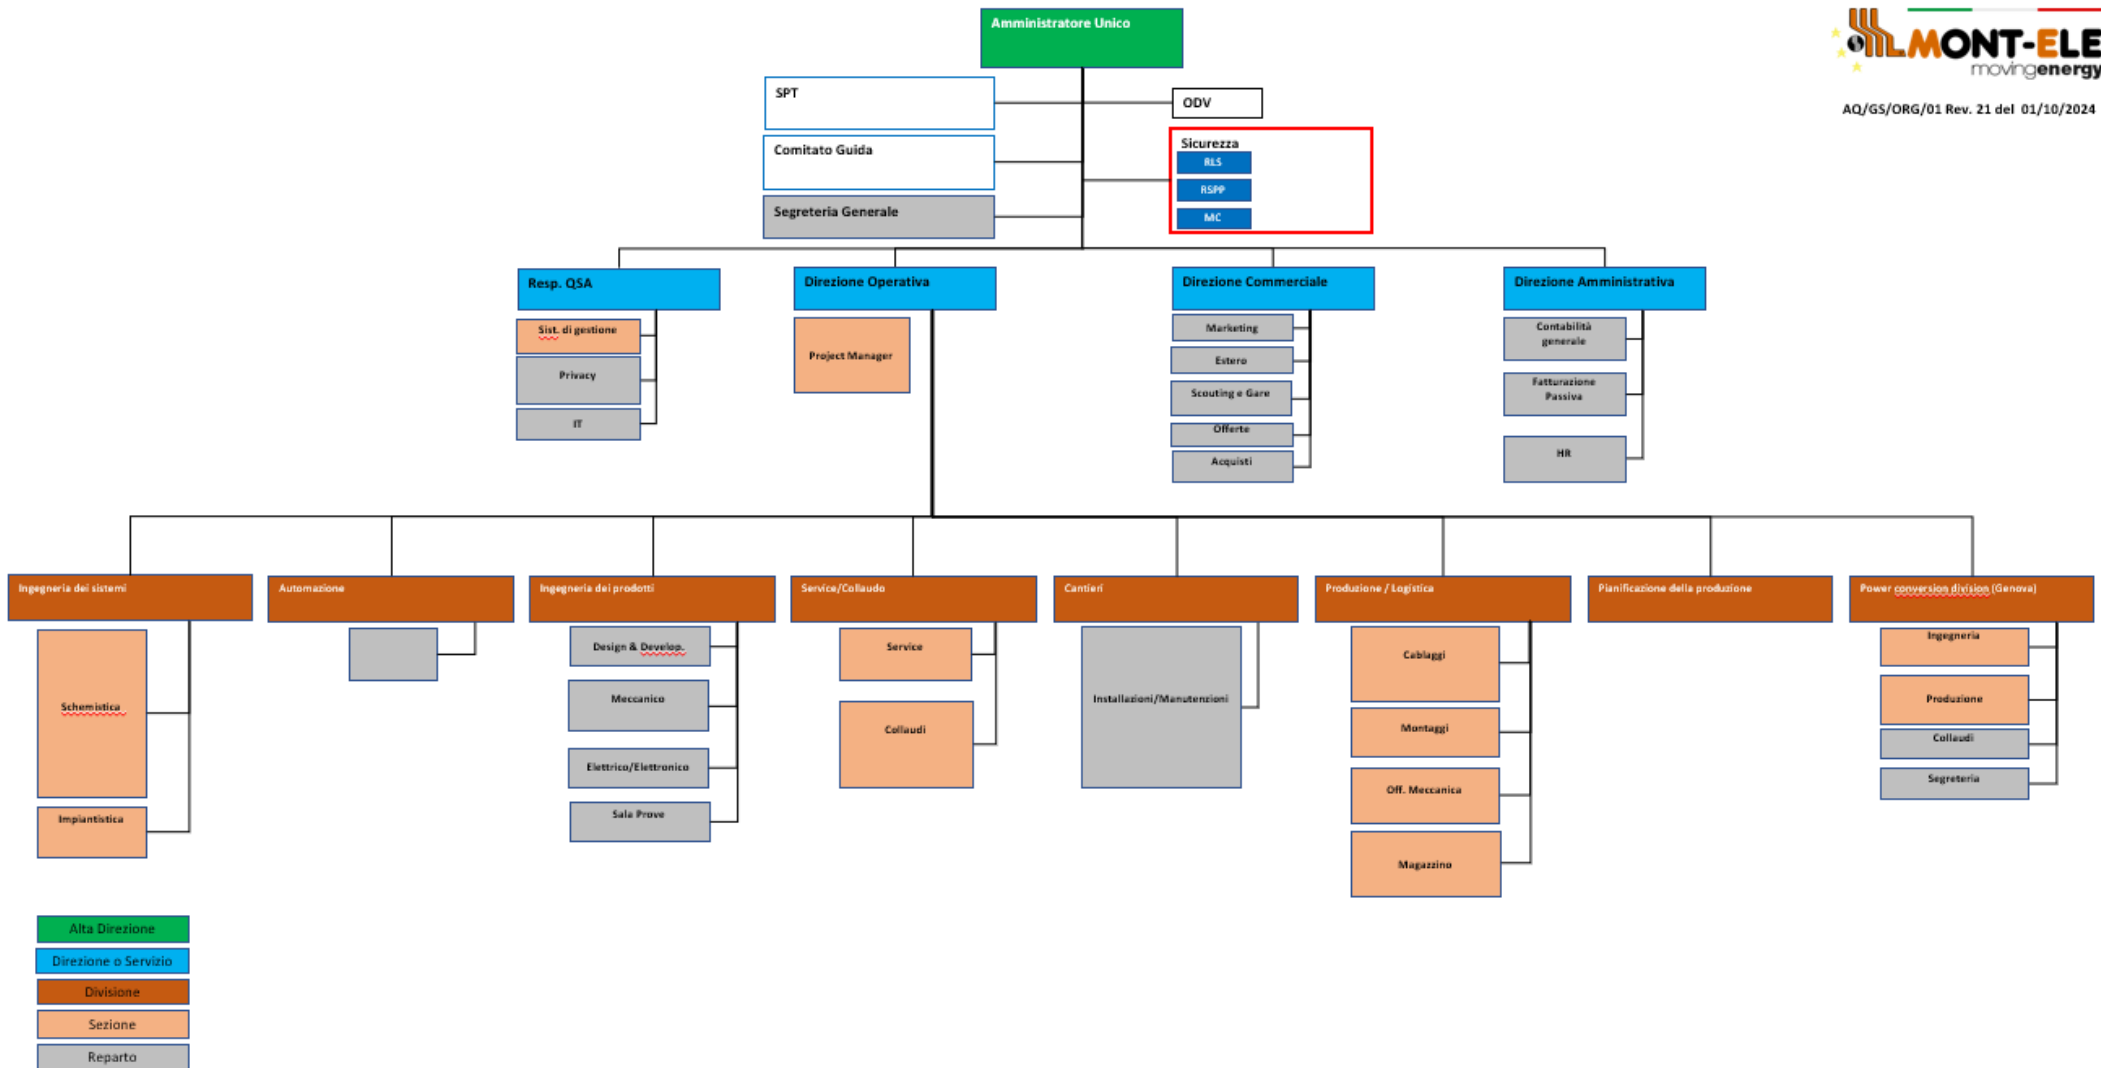 Amministratore Unico
MONT-ELE
movingenergy
AQ/GS/ORG/01 Rev. 21 del 01/10/2024
SPT
ODV
Comitato Guida
Sicurezza
RLS
RSPP
MC
Segreteria Generale
Resp. QSA
Direzione Operativa
Direzione Commerciale
Direzione Amministrativa
Sist. di gestione
Privacy
IT
Project Manager
Marketing
Estero
Scouting e Gare
Offerte
Acquisti
Contabilità
generale
Fatturazione
Passiva
HR
Ingegneria dei sistemi
Automazione
Ingegneria dei prodotti
Service/Collaudo
Cantieri
Produzione / Logistica
Pianificazione della produzione
Power conversion division (Genova)
Schemistica
Impiantistica
Design & Develop.
Meccanico
Elettrico/Elettronico
Sala Prove
Service
Collaudi
Installazioni/Manutenzioni
Cablaggi
Montaggi
Off. Meccanica
Magazzino
Ingegneria
Produzione
Collaudi
Segreteria
Alta Direzione
Direzione o Servizio
Divisione
Sezione
Reparto